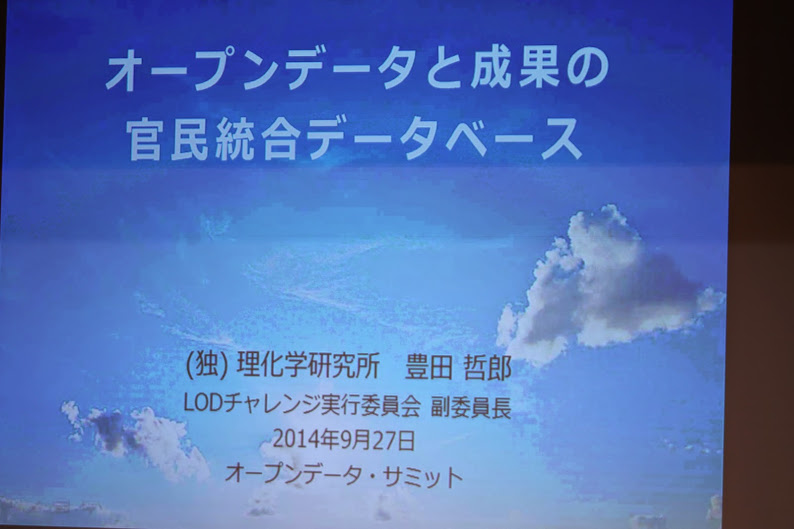 オープンデータと成果の
官民統合データベース
(独) 理化学研究所　豊田 哲郎
LODチャレンジ実行委員会 副委員長
2014年9月27日
オープンデータ・サミット